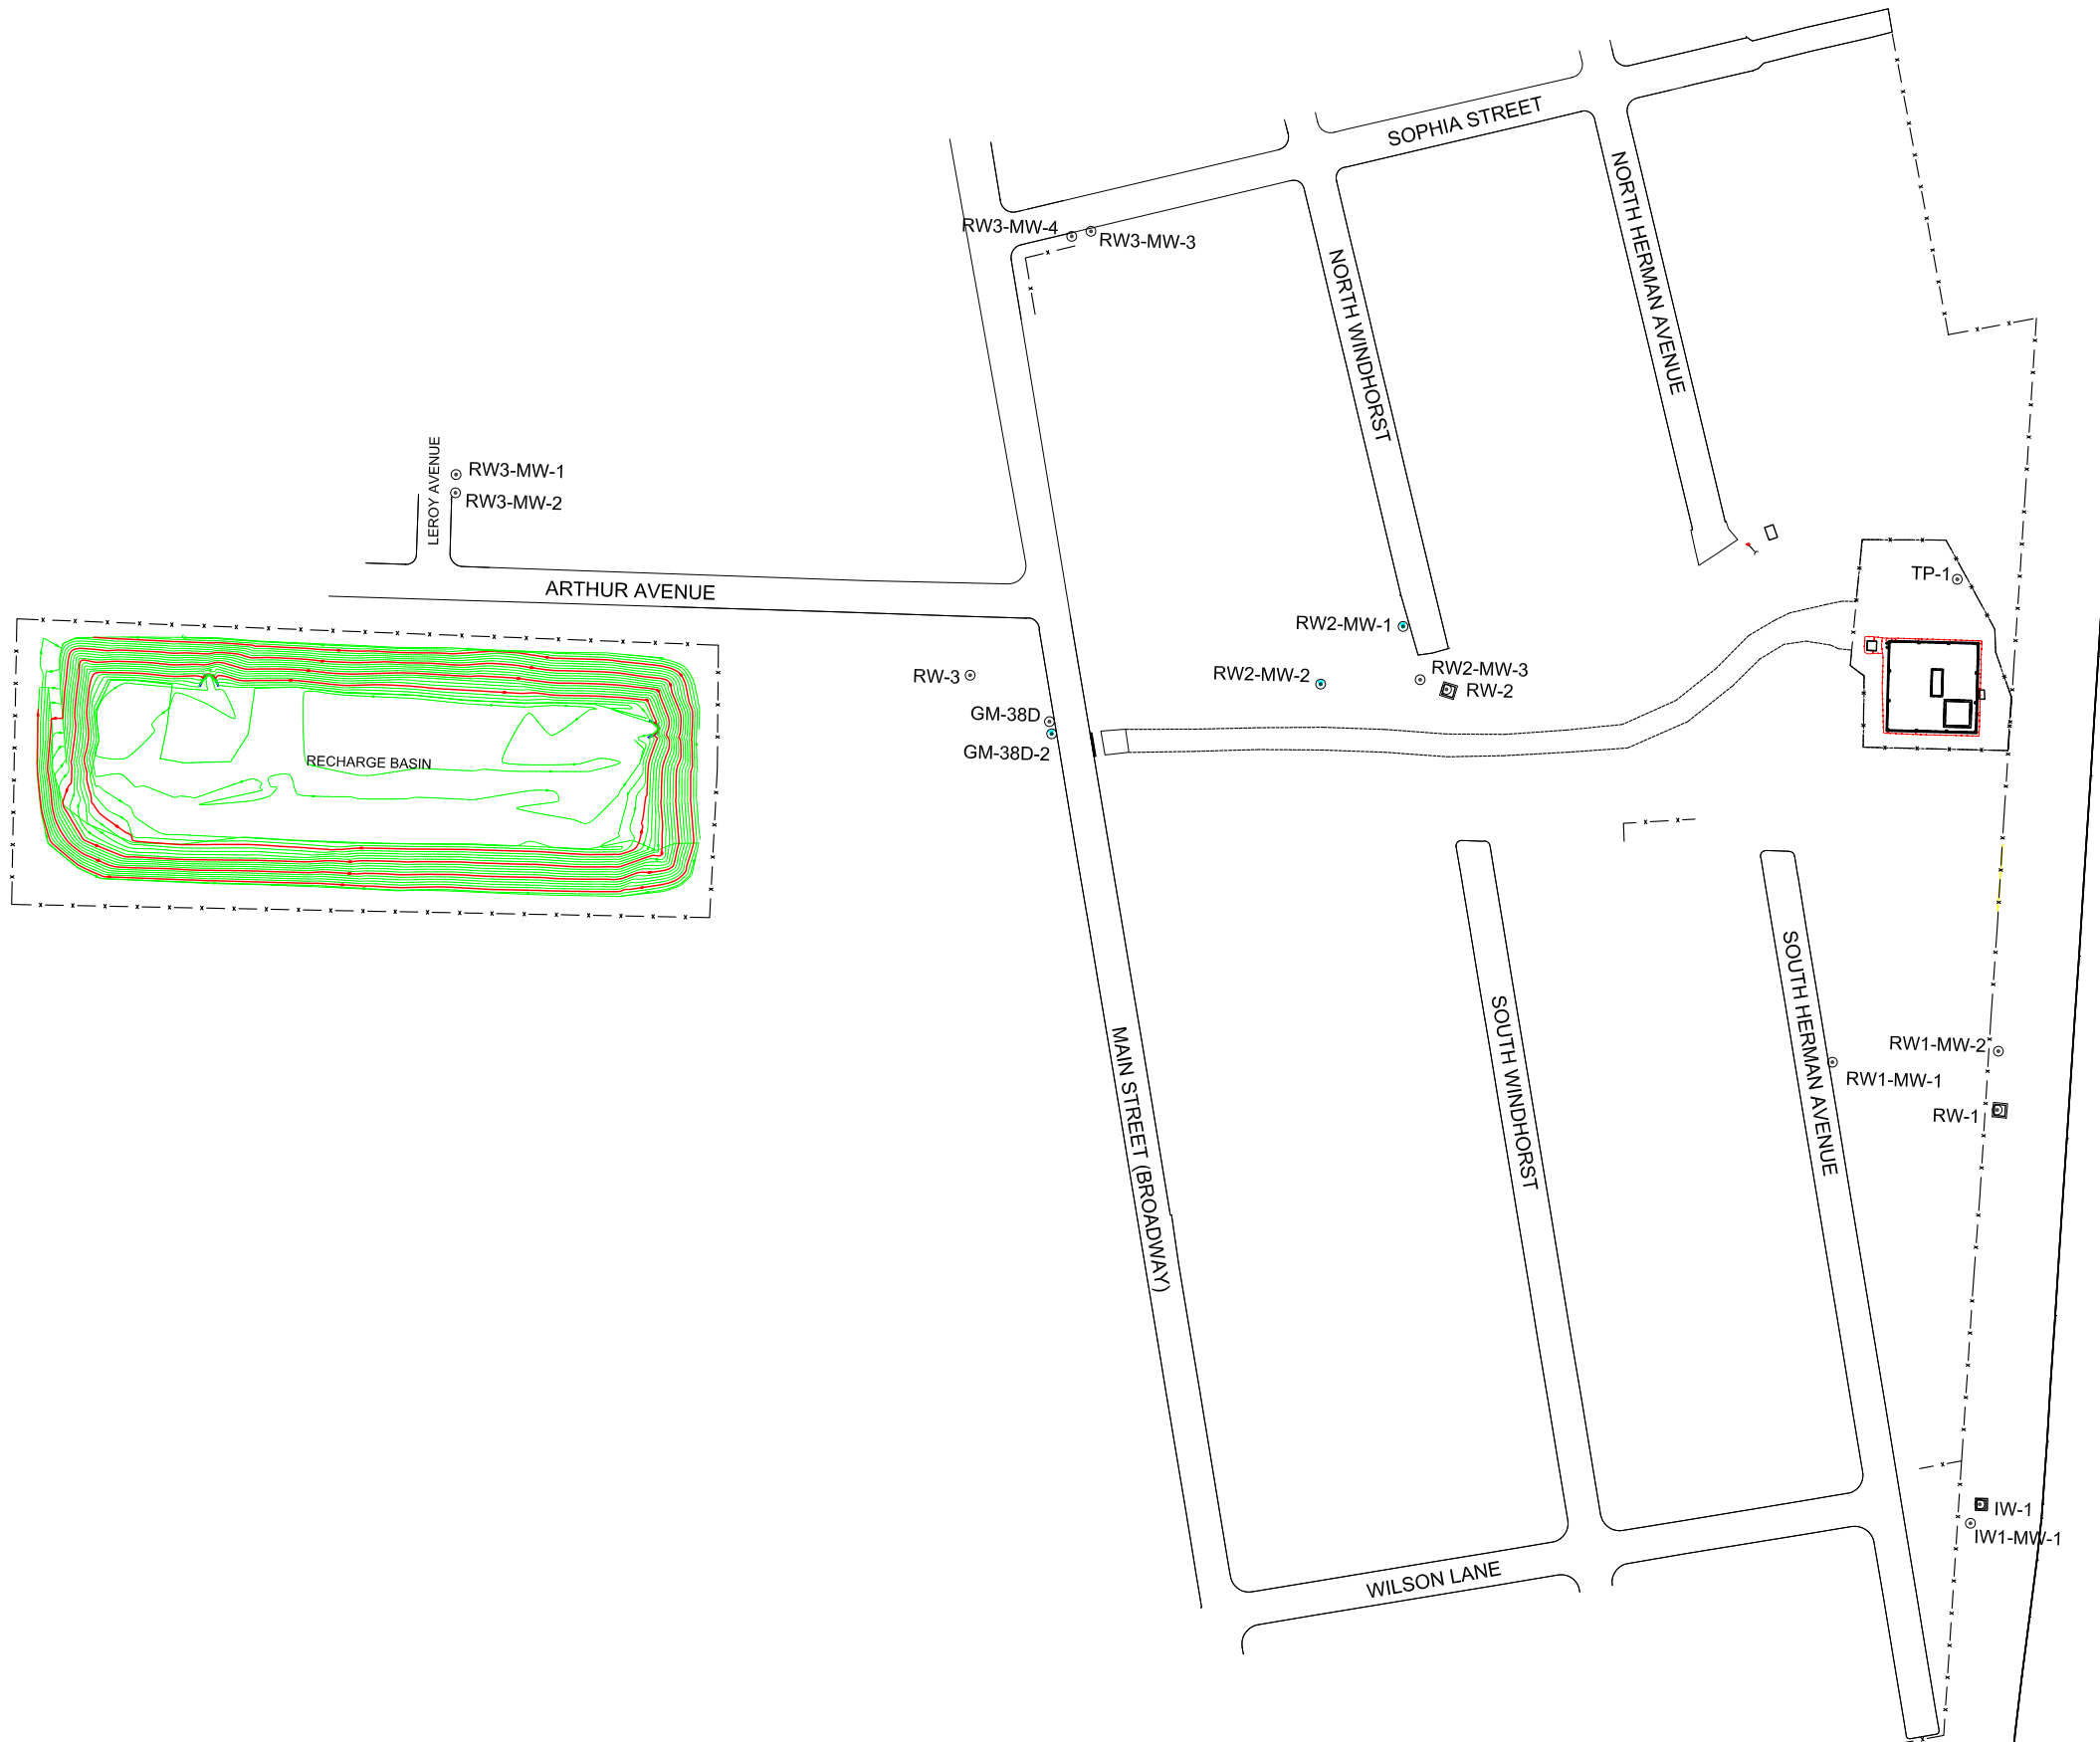 SOPHIA STREET
NORTH HERMAN AVENUE
RW3-MW-4
RW3-MW-3
NORTH WINDHORST
LEROY AVENUE
RW3-MW-1
RW3-MW-2
ARTHUR AVENUE
TP-1
RW2-MW-1
RW2-MW-2
RW2-MW-3
RW-3
RW-2
GM-38D
GM-38D-2
RECHARGE BASIN
SOUTH HERMAN AVENUE
SOUTH WINDHORST
MAIN STREET (BROADWAY)
RW1-MW-2
RW1-MW-1
RW-1
IW-1
IW1-MW-1
WILSON LANE